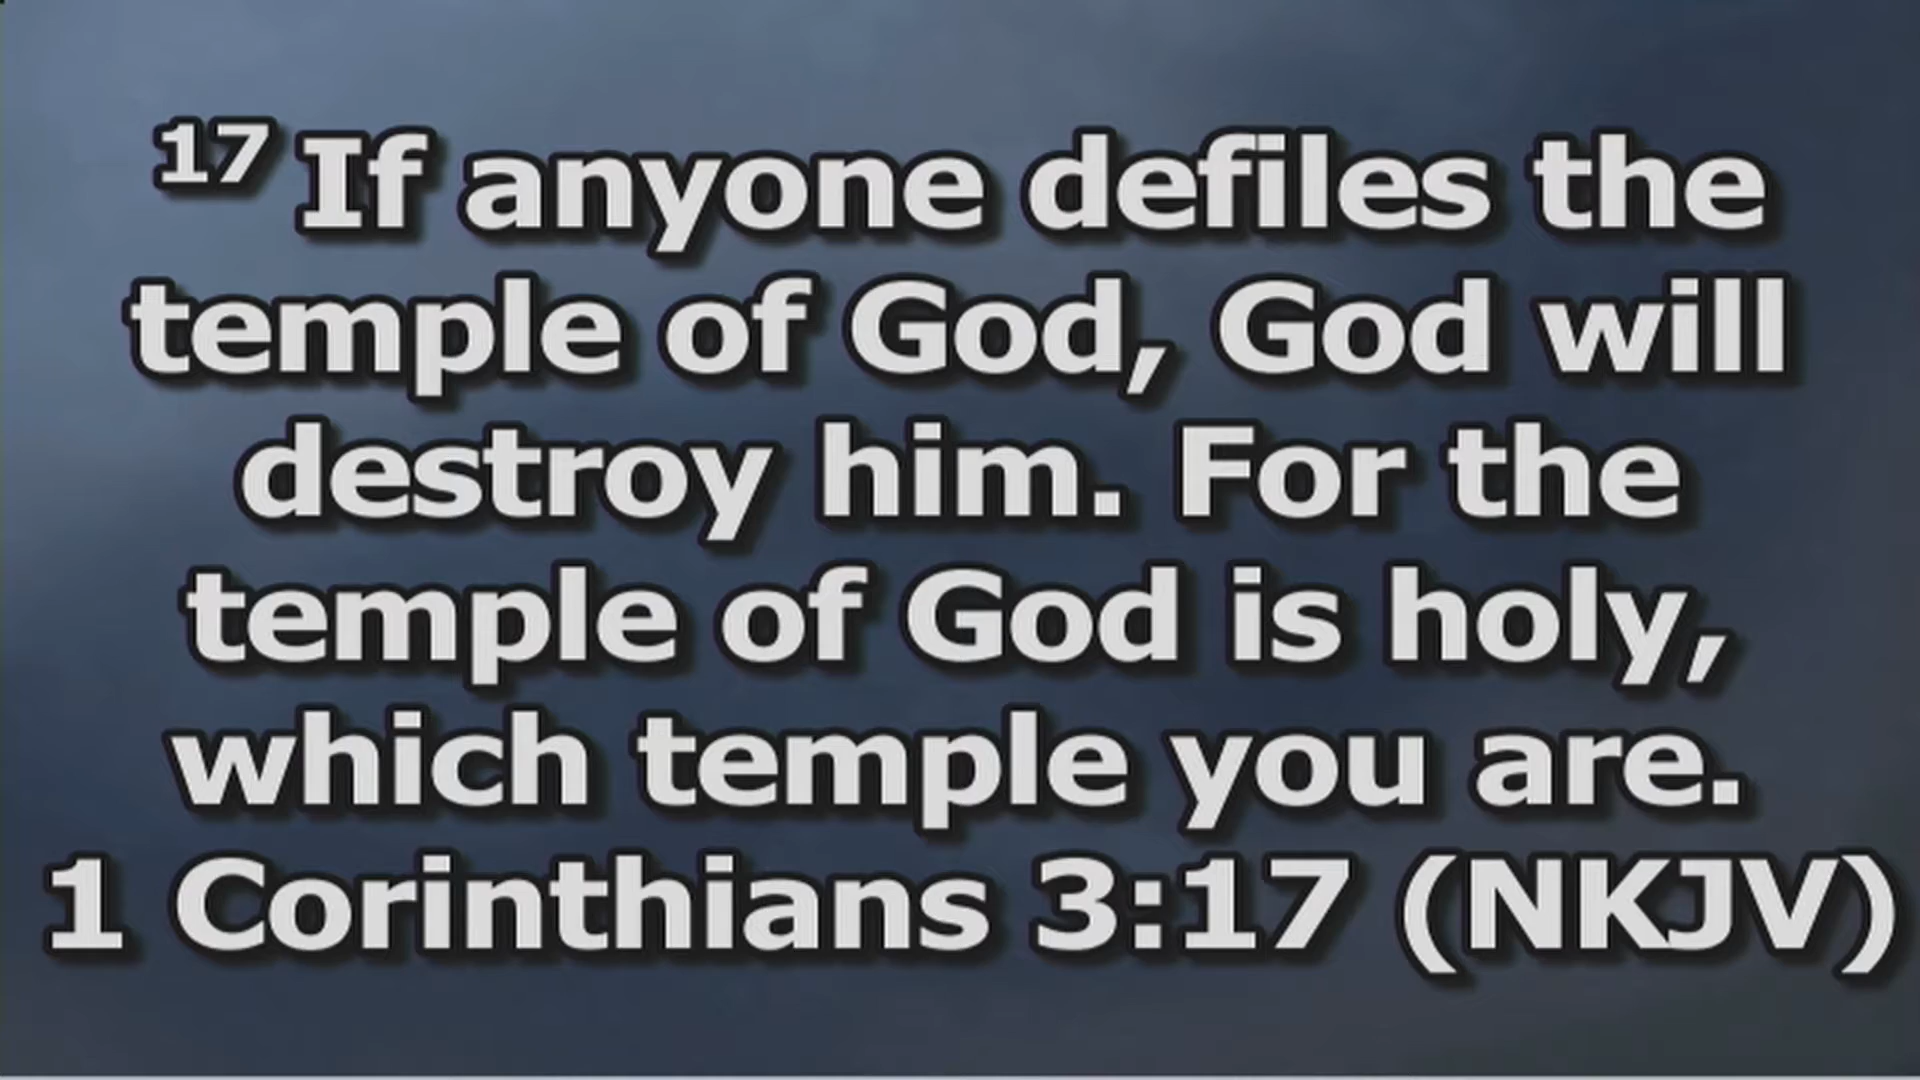 17 If anyone defiles the
temple of God, God will
destroy him. For the
temple of God is holy,
which temple you are.
1 Corinthians 3:17 (NKJV)